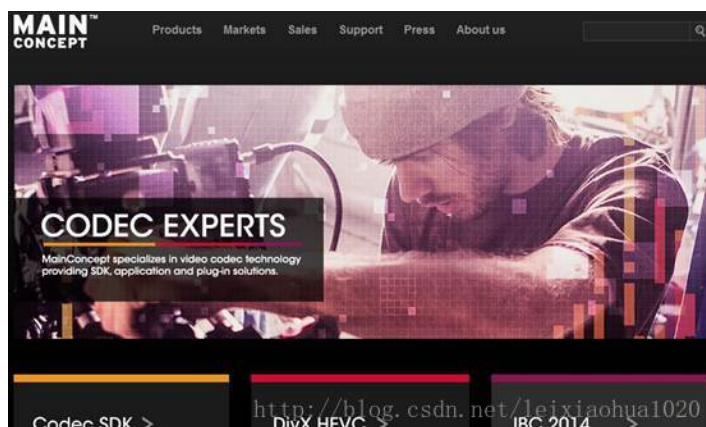 MAIN™
CONCEPT
Products Markets Sales Support Press About us
CODEC EXPERTS
MainConcept specializes in video codec technology
providing SDK, application and plug-in solutions.
http://blog.csdn.net/leixiaohua1020
Codec SDK > DivX HEVC > IBC 2014 >